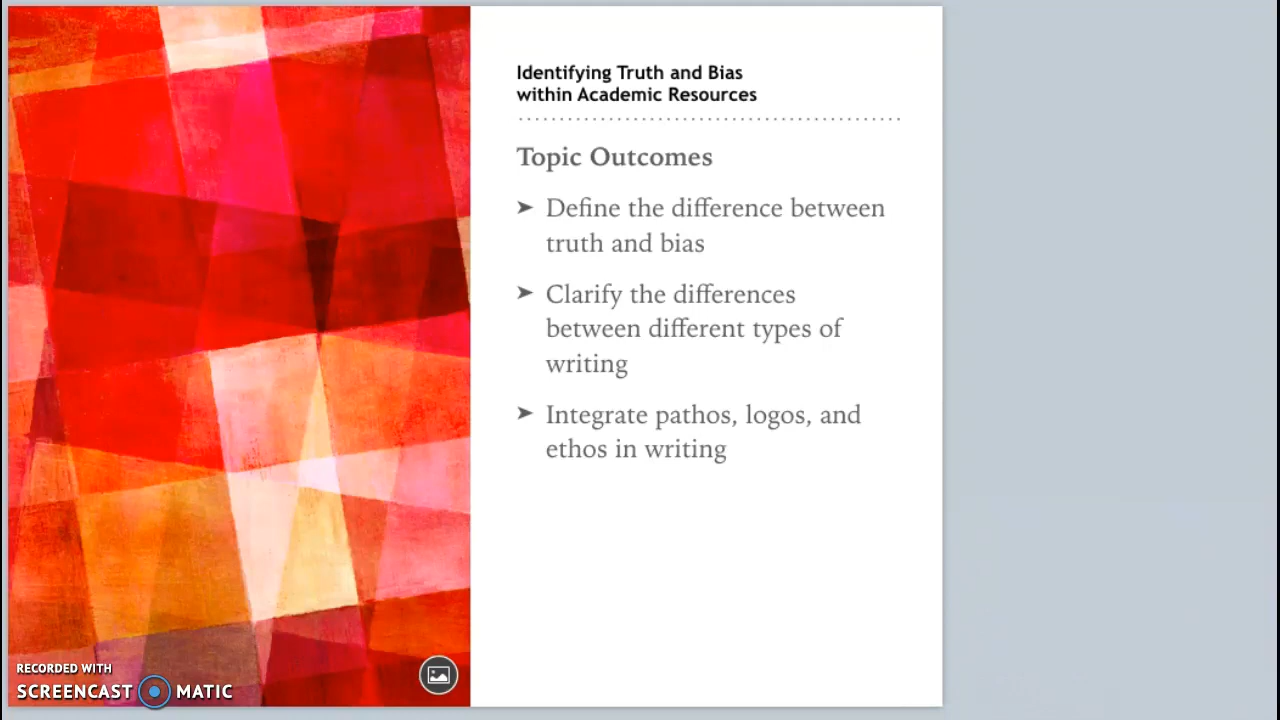 Identifying Truth and Bias
within Academic Resources
Topic Outcomes
➤ Define the difference between
truth and bias
➤ Clarify the differences
between different types of
writing
➤ Integrate pathos, logos, and
ethos in writing
RECORDED WITH
SCREENCAST MATIC